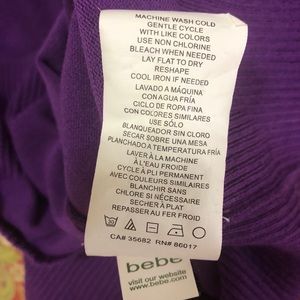 MACHINE WASH COLD
GENTLE CYCLE
WITH LIKE COLORS
USE NON CHLORINE
BLEACH WHEN NEEDED
LAY FLAT TO DRY
RESHAPE
COOL IRON IF NEEDED
LAVADO A MÁQUINA
CON AGUA FRÍA
CICLO DE ROPA FINA
CON COLORES SIMILARES
USE SÓLO
BLANQUEADOR SIN CLORO
SECAR SOBRE UNA MESA
PLANCHADO A TEMPERATURA FRÍA
LAVER À LA MACHINE
À L'EAU FROIDE
CYCLE À PLI PERMANENT
AVEC COULEURS SIMILAIRES
BLANCHIR SANS
CHLORE SI NÉCESSAIRE
SECHER À PLAT
REPASSER AU FER FROID
CA# 35682 RN# 86017
bebe
visit our website
www.bebe.com